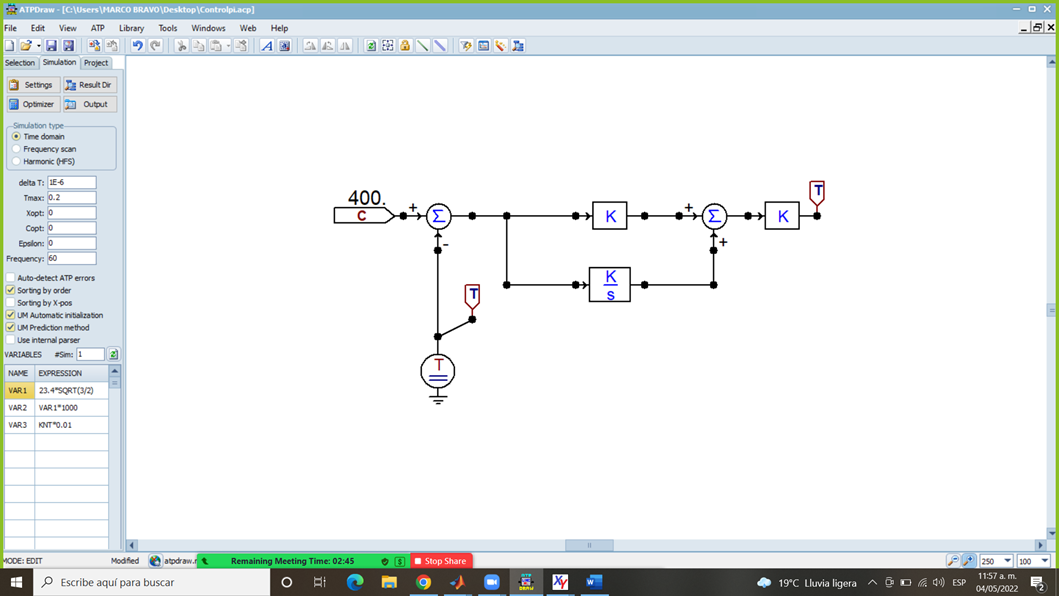 ATPDraw - [C:\Users\MARCO BRAVO\Desktop\Controlpi.acp]
File Edit View ATP Library Tools Windows Web Help
Selection Simulation Project
Settings Result Dir
Optimizer Output
Simulation type
Time domain
Frequency scan
Harmonic (HFS)
delta T: 1E-6
Tmax: 0.2
Xopt: 0
Copt: 0
Epsilon: 0
Frequency: 60
Auto-detect ATP errors
Sorting by order
Sorting by X-pos
UM Automatic initialization
UM Prediction method
Use internal parser
VARIABLES #Sim: 1
NAME EXPRESSION
VAR1 23.4*SQRT(3/2)
VAR2 VAR1*1000
VAR3 KNT*0.01
T
400.
C + Σ K + Σ K
- +
K
s
T
T
MODE: EDIT Modified Remaining Meeting Time: 02:45 Stop Share 250 100
Escribe aquí para buscar
ATP
DRAW
XY
W
19°C Lluvia ligera ESP 11:57 a. m.
04/05/2022
2